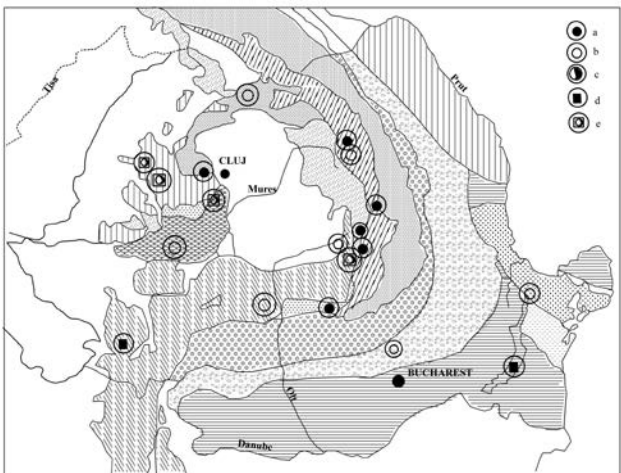 a
b
c
d
e
Tisa
Prut
CLUJ
Mures
BUCHAREST
Olt
Danube